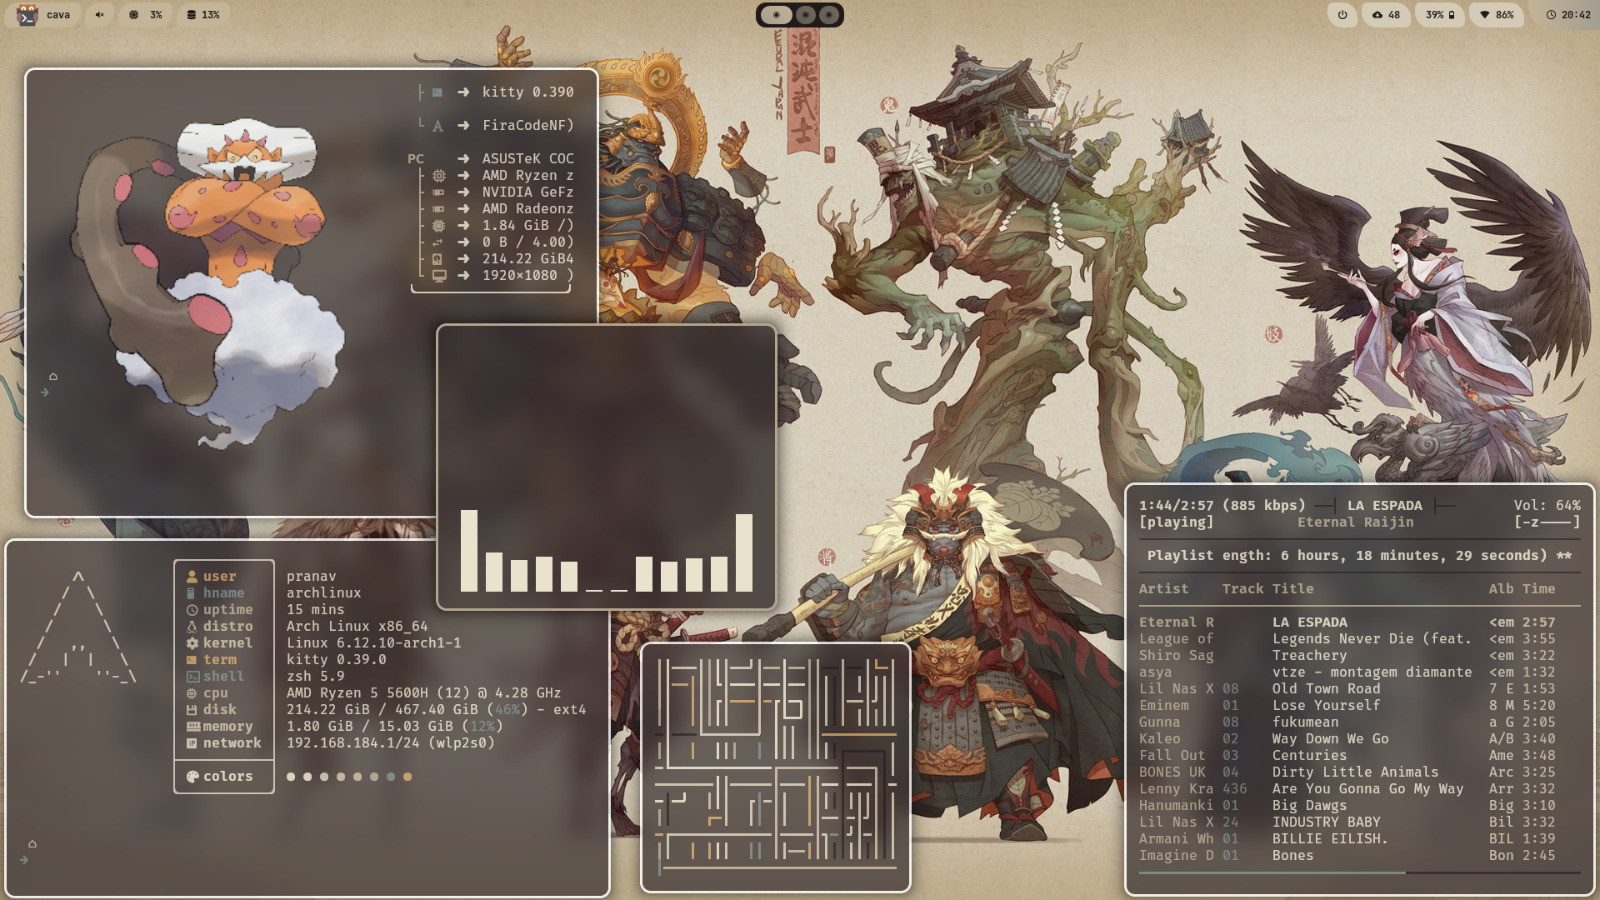 cava 3% 13% 48 39% 86% 20:42
混沌武士
鬼
kitty 0.390
FiraCodeNF)
PC ASUSTeK COC
AMD Ryzen z
NVIDIA GeFz
AMD Radeonz
1.84 GiB /)
0 B / 4.00)
214.22 GiB4
1920×1080 )
user pranav
hname archlinux
uptime 15 mins
distro Arch Linux x86_64
kernel Linux 6.12.10-arch1-1
term kitty 0.39.0
shell zsh 5.9
cpu AMD Ryzen 5 5600H (12) @ 4.28 GHz
disk 214.22 GiB / 467.40 GiB (46%) - ext4
memory 1.80 GiB / 15.03 GiB (12%)
network 192.168.184.1/24 (wlp2s0)
colors
1:44/2:57 (885 kbps) LA ESPADA Vol: 64%
[playing] Eternal Raijin [-z——]
Playlist ength: 6 hours, 18 minutes, 29 seconds) **
Artist Track Title Alb Time
Eternal R LA ESPADA <em 2:57
League of Legends Never Die (feat. <em 3:55
Shiro Sag Treachery <em 3:22
asya vtze - montagem diamante <em 1:32
Lil Nas X 08 Old Town Road 7 E 1:53
Eminem 01 Lose Yourself 8 M 5:20
Gunna 08 fukumean a G 2:05
Kaleo 02 Way Down We Go A/B 3:40
Fall Out 03 Centuries Ame 3:48
BONES UK 04 Dirty Little Animals Arc 3:25
Lenny Kra 436 Are You Gonna Go My Way Arr 3:32
Hanumanki 01 Big Dawgs Big 3:10
Lil Nas X 24 INDUSTRY BABY Bil 3:32
Armani Wh 01 BILLIE EILISH. BIL 1:39
Imagine D 01 Bones Bon 2:45